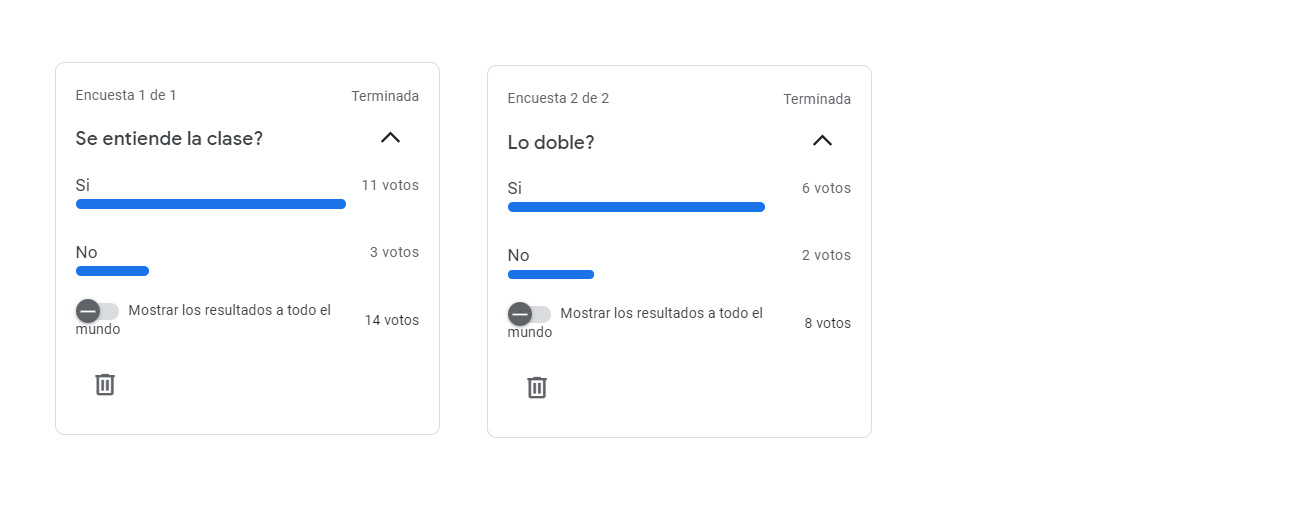 Encuesta 1 de 1
Terminada
Se entiende la clase?
Si
11 votos
No
3 votos
Mostrar los resultados a todo el
mundo
14 votos
Encuesta 2 de 2
Terminada
Lo doble?
Si
6 votos
No
2 votos
Mostrar los resultados a todo el
mundo
8 votos